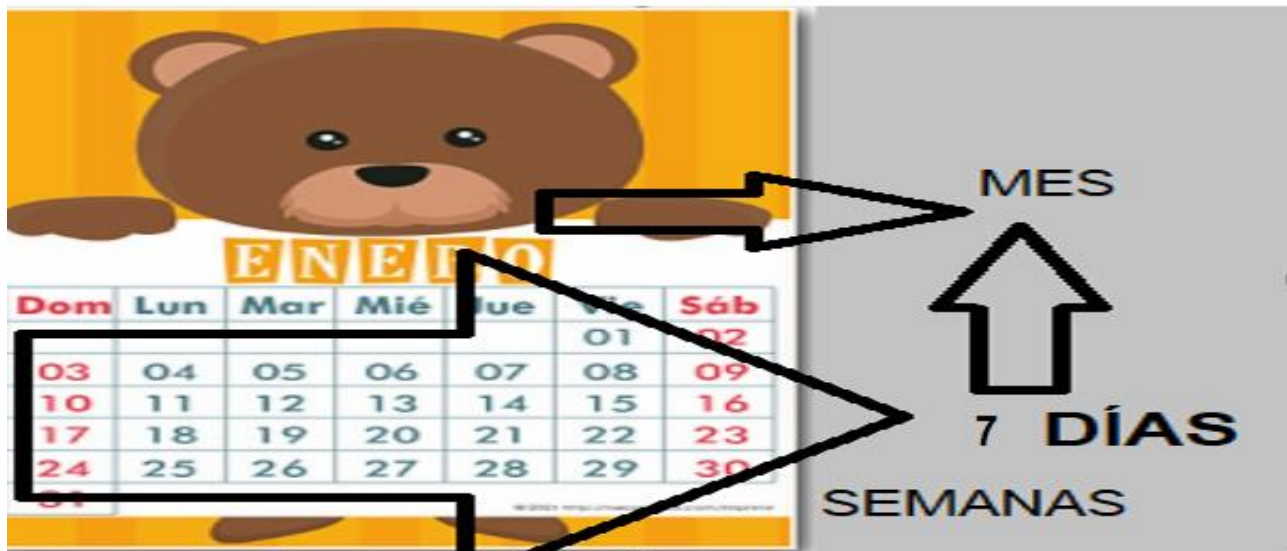 MES
ENERO
Dom Lun Mar Mié Jue Vie Sáb
01 02
03 04 05 06 07 08 09
10 11 12 13 14 15 16
17 18 19 20 21 22 23
24 25 26 27 28 29 30
31
7 DÍAS
SEMANAS